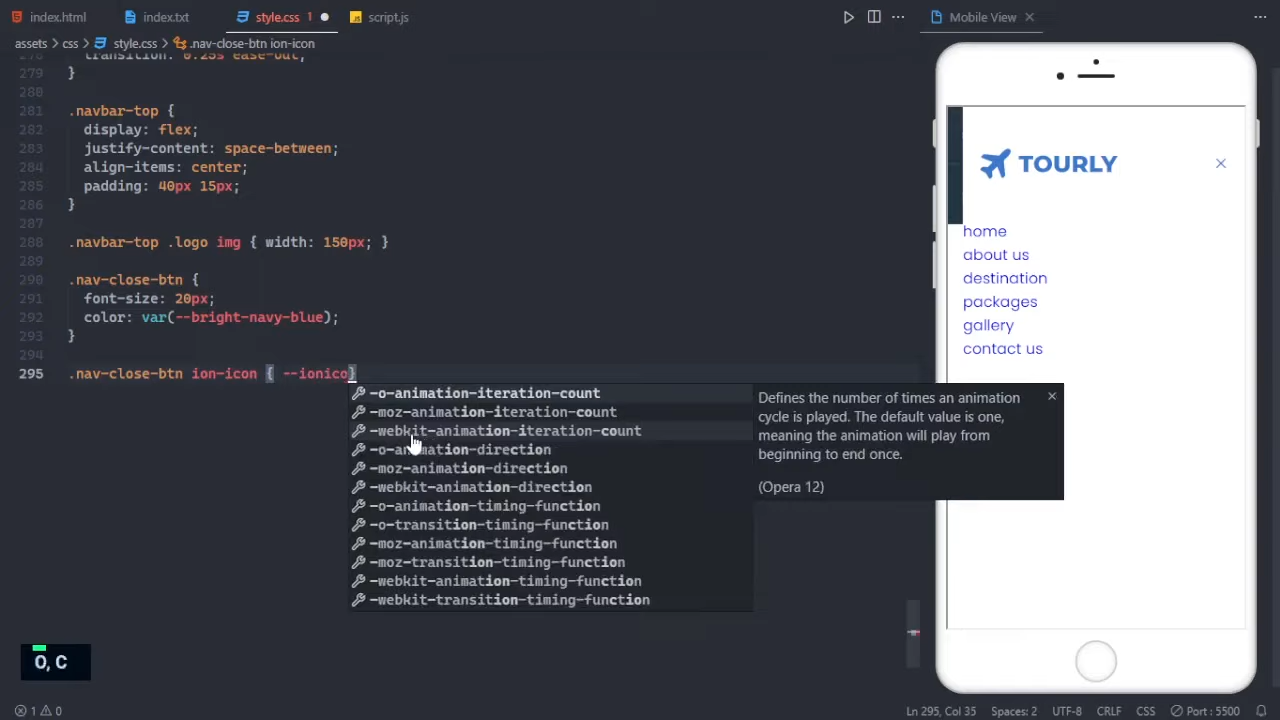 index.html
index.txt
style.css 1
script.js
Mobile View
assets > css > style.css > .nav-close-btn ion-icon
278 transition: 0.25s ease-out;
279 }
280
281 .navbar-top {
282 display: flex;
283 justify-content: space-between;
284 align-items: center;
285 padding: 40px 15px;
286 }
287
288 .navbar-top .logo img { width: 150px; }
289
290 .nav-close-btn {
291 font-size: 20px;
292 color: var(--bright-navy-blue);
293 }
294
295 .nav-close-btn ion-icon { --ionico}
-o-animation-iteration-count
-moz-animation-iteration-count
-webkit-animation-iteration-count
-o-animation-direction
-moz-animation-direction
-webkit-animation-direction
-o-animation-timing-function
-o-transition-timing-function
-moz-animation-timing-function
-moz-transition-timing-function
-webkit-animation-timing-function
-webkit-transition-timing-function
Defines the number of times an animation
cycle is played. The default value is one,
meaning the animation will play from
beginning to end once.
(Opera 12)
TOURLY
home
about us
destination
packages
gallery
contact us
O, C
1 0
Ln 295, Col 35
Spaces: 2
UTF-8
CRLF
CSS
Port : 5500